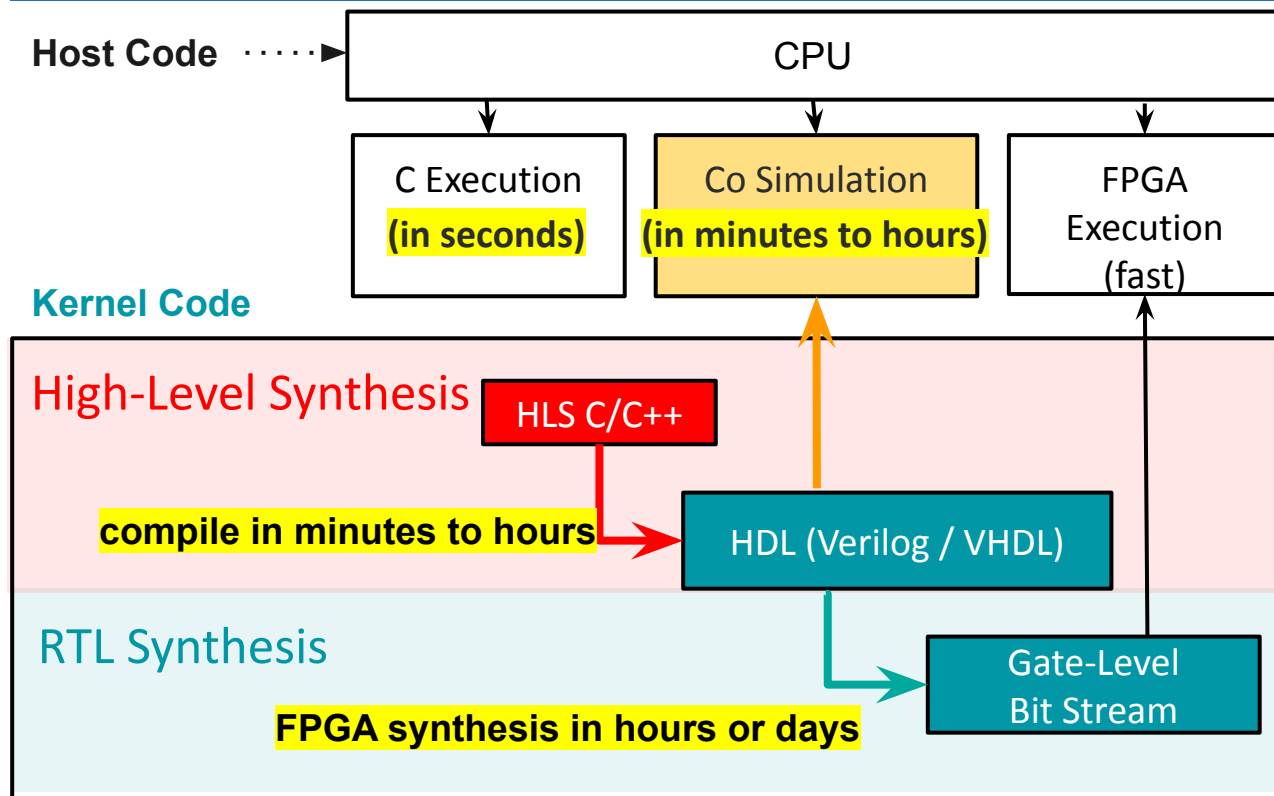 Host Code
CPU
C Execution
(in seconds)
Co Simulation
(in minutes to hours)
FPGA
Execution
(fast)
Kernel Code
High-Level Synthesis
HLS C/C++
compile in minutes to hours
HDL (Verilog / VHDL)
RTL Synthesis
Gate-Level
Bit Stream
FPGA synthesis in hours or days